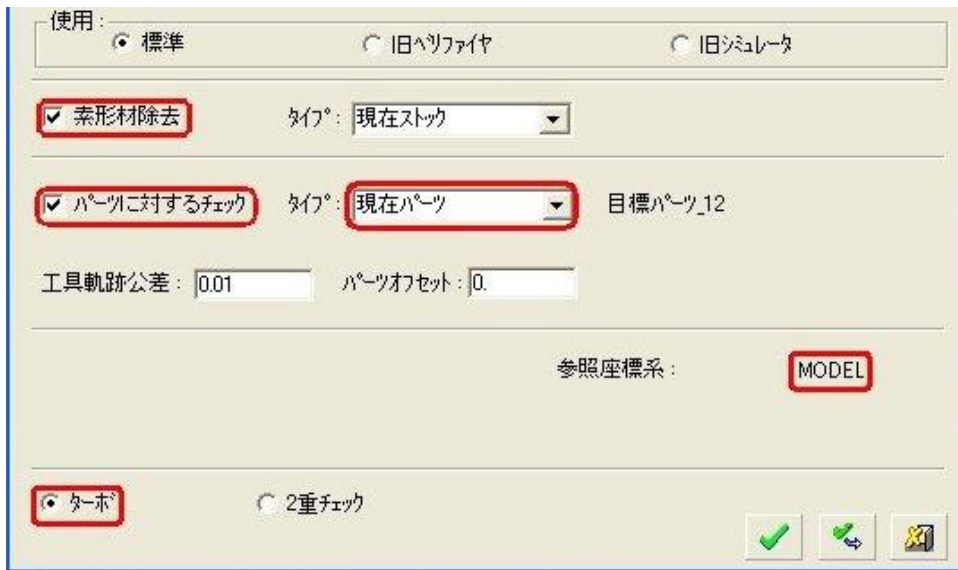 使用:
標準 旧ベリファイヤ 旧シミュレータ
素形材除去 タイプ: 現在ストック
パーツに対するチェック タイプ: 現在パーツ 目標パーツ_12
工具軌跡公差: 0.01 パーツオフセット: 0.
参照座標系: MODEL
ターボ 2重チェック